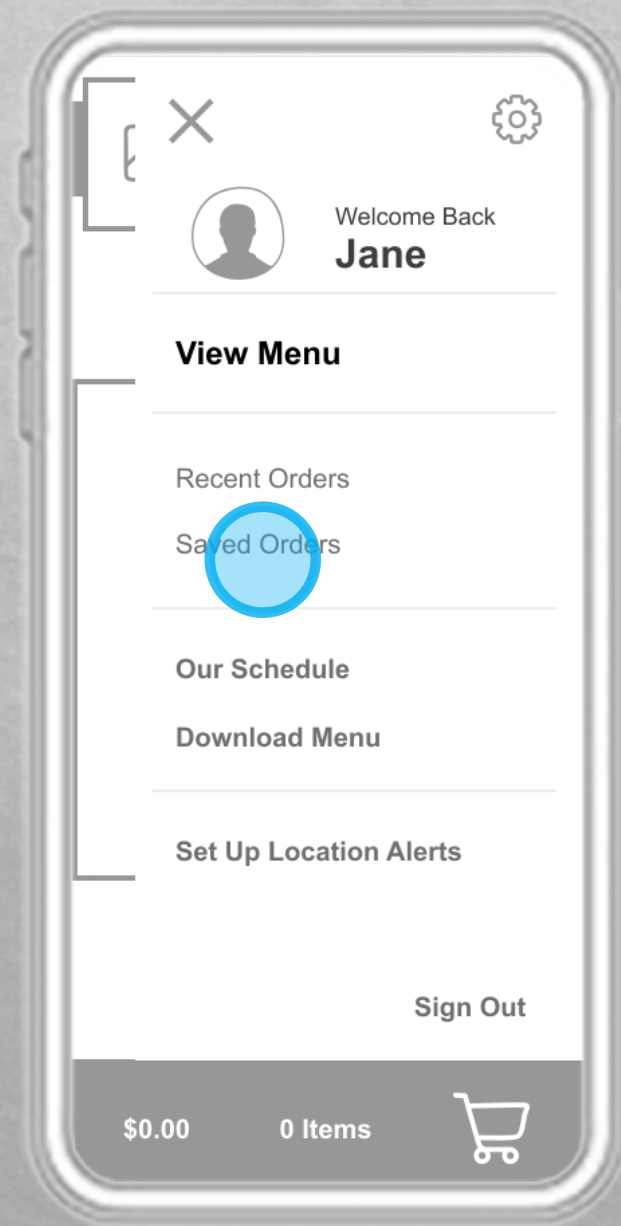 Welcome Back
Jane
View Menu
Recent Orders
Saved Orders
Our Schedule
Download Menu
Set Up Location Alerts
Sign Out
$0.00 0 Items